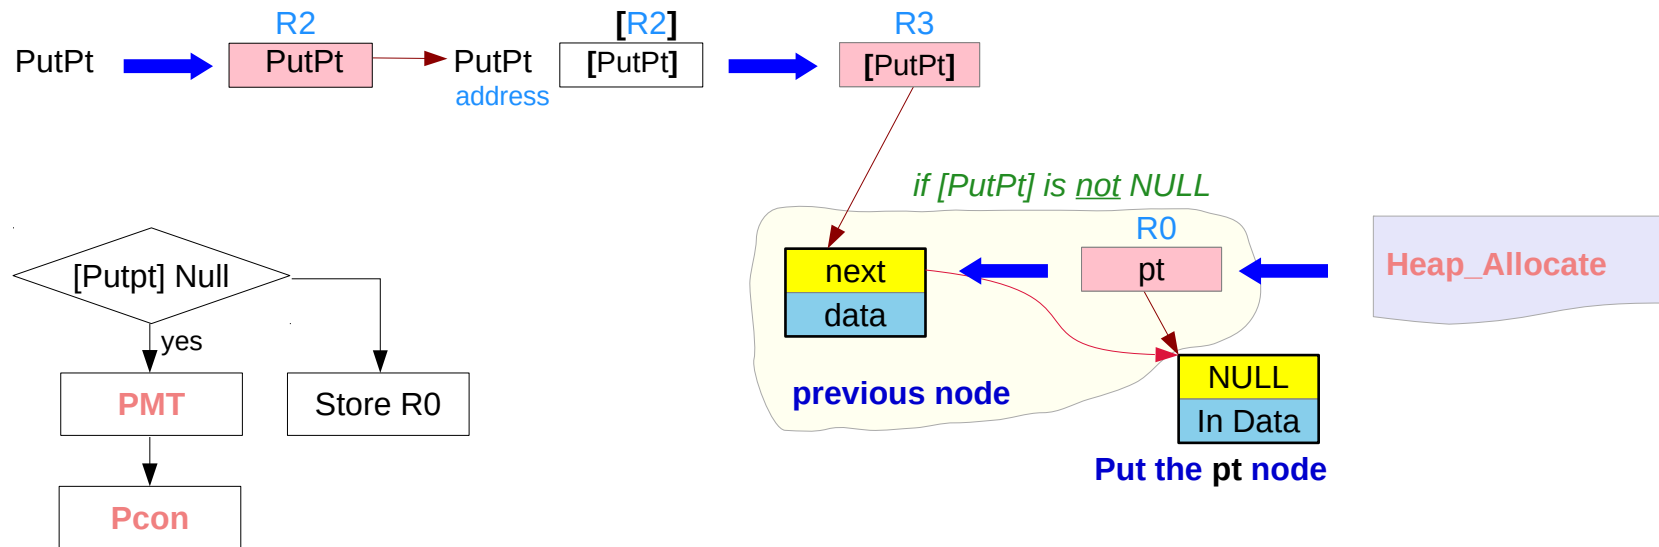 R2
[R2]
R3
PutPt
PutPt
PutPt
[PutPt]
[PutPt]
address
if [PutPt] is not NULL
R0
[Putpt] Null
next
pt
Heap_Allocate
data
yes
PMT
Store R0
previous node
NULL
In Data
Put the pt node
Pcon